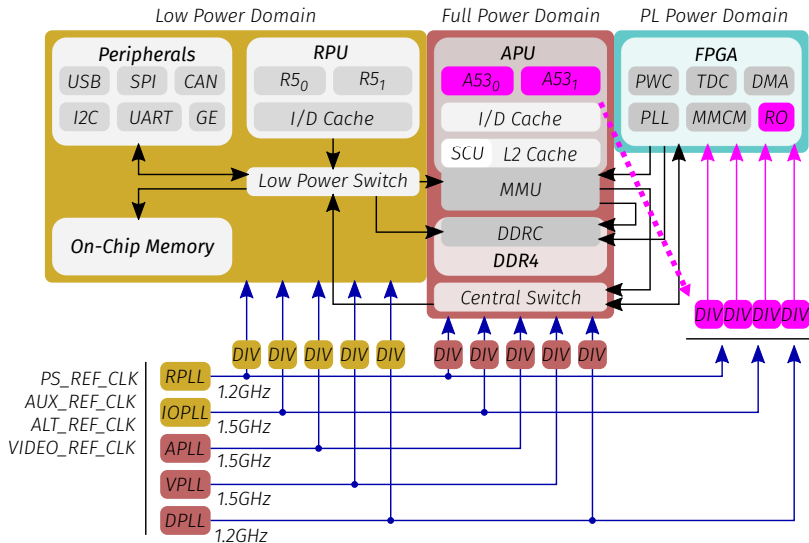 Low Power Domain Full Power Domain PL Power Domain
Peripherals RPU APU FPGA
USB SPI CAN R5₀ R5₁ A53₀ A53₁ PWC TDC DMA
I2C UART GE I/D Cache I/D Cache PLL MMCM RO
SCU L2 Cache
Low Power Switch MMU
On-Chip Memory DDRC
DDR4
Central Switch
DIV DIV DIV DIV
DIV DIV DIV DIV DIV DIV DIV DIV DIV DIV
PS_REF_CLK RPLL
1.2GHz
AUX_REF_CLK IOPLL
1.5GHz
ALT_REF_CLK
VIDEO_REF_CLK APLL
1.5GHz
VPLL
1.5GHz
DPLL
1.2GHz